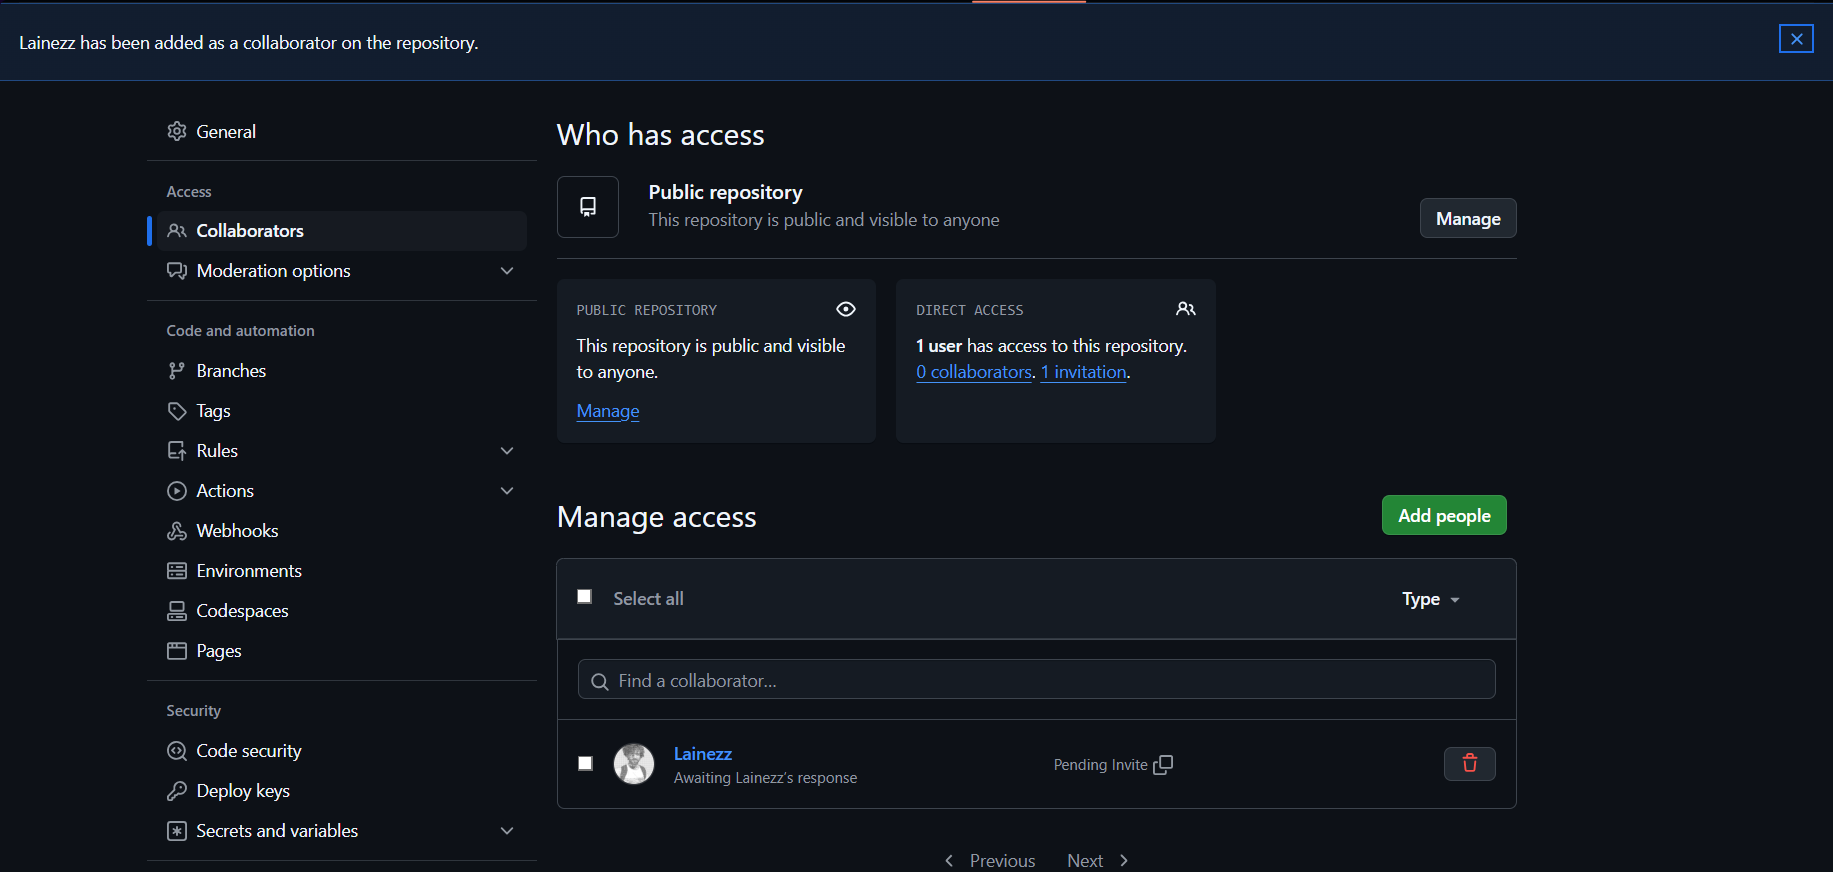 Lainezz has been added as a collaborator on the repository.
General
Access
Collaborators
Moderation options
Code and automation
Branches
Tags
Rules
Actions
Webhooks
Environments
Codespaces
Pages
Security
Code security
Deploy keys
Secrets and variables
Who has access
Public repository
This repository is public and visible to anyone
Manage
PUBLIC REPOSITORY
This repository is public and visible
to anyone.
Manage
DIRECT ACCESS
1 user has access to this repository.
0 collaborators. 1 invitation.
Manage access
Add people
Select all
Type
Find a collaborator...
Lainezz
Awaiting Lainezz's response
Pending Invite
Previous
Next